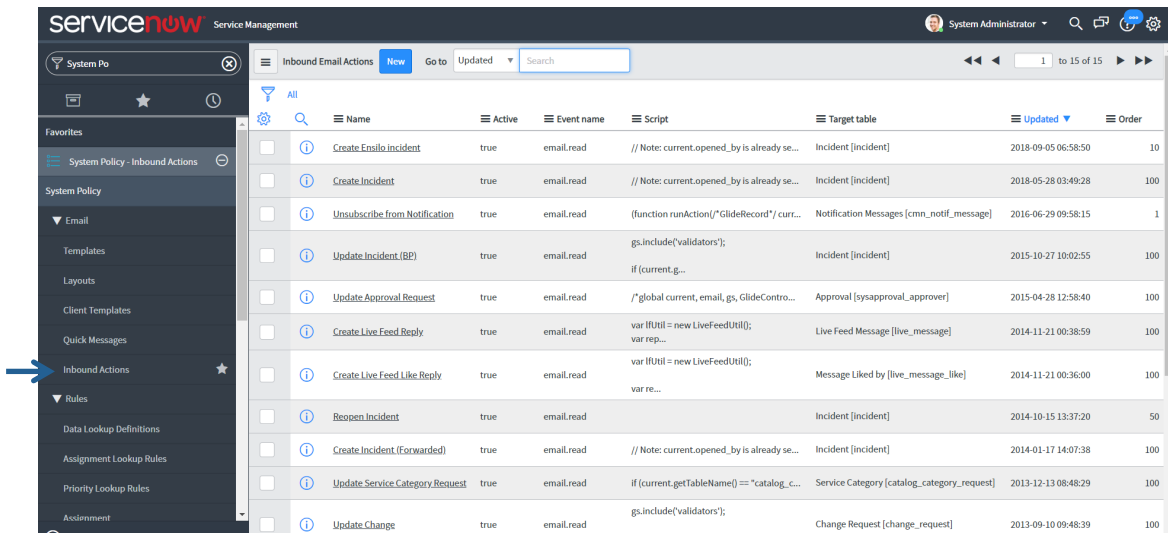 servicenow Service Management
System Administrator
System Po
Inbound Email Actions New Go to Updated Search 1 to 15 of 15
All
Name Active Event name Script Target table Updated Order
Favorites
System Policy - Inbound Actions
System Policy
Email
Templates
Layouts
Client Templates
Quick Messages
Inbound Actions
Rules
Data Lookup Definitions
Assignment Lookup Rules
Priority Lookup Rules
Assignment
Create Ensilo incident true email.read // Note: current.opened_by is already se... Incident [incident] 2018-09-05 06:58:50 10
Create Incident true email.read // Note: current.opened_by is already se... Incident [incident] 2018-05-28 03:49:28 100
Unsubscribe from Notification true email.read (function runAction(/*GlideRecord*/ curr... Notification Messages [cmn_notif_message] 2016-06-29 09:58:15 1
gs.include('validators');
Update Incident (BP) true email.read Incident [incident] 2015-10-27 10:02:55 100
if (current.g...
Update Approval Request true email.read /*global current, email, gs, GlideContro... Approval [sysapproval_approver] 2015-04-28 12:58:40 100
var lfUtil = new LiveFeedUtil();
Create Live Feed Reply true email.read Live Feed Message [live_message] 2014-11-21 00:38:59 100
var rep...
var lfUtil = new LiveFeedUtil();
Create Live Feed Like Reply true email.read Message Liked by [live_message_like] 2014-11-21 00:36:00 100
var re...
Reopen Incident true email.read Incident [incident] 2014-10-15 13:37:20 50
Create Incident (Forwarded) true email.read // Note: current.opened_by is already se... Incident [incident] 2014-01-17 14:07:38 100
Update Service Category Request true email.read if (current.getTableName() == "catalog_c... Service Category [catalog_category_request] 2013-12-13 08:48:29 100
gs.include('validators');
Update Change true email.read Change Request [change_request] 2013-09-10 09:48:39 100